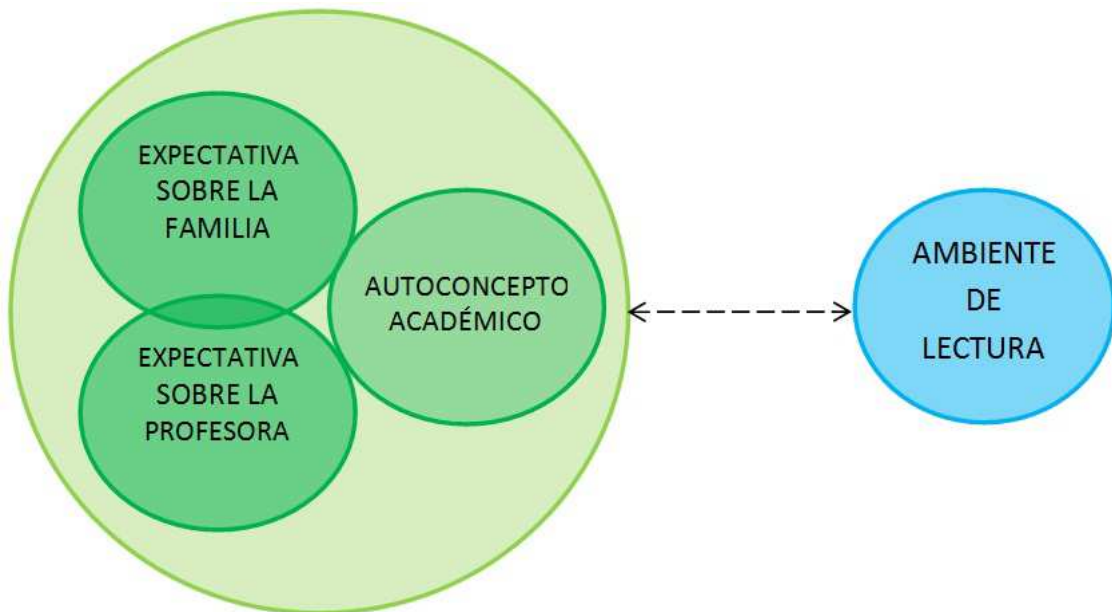 EXPECTATIVA
SOBRE LA
FAMILIA
EXPECTATIVA
SOBRE LA
PROFESORA
AUTOCONCEPTO
ACADÉMICO
AMBIENTE
DE
LECTURA